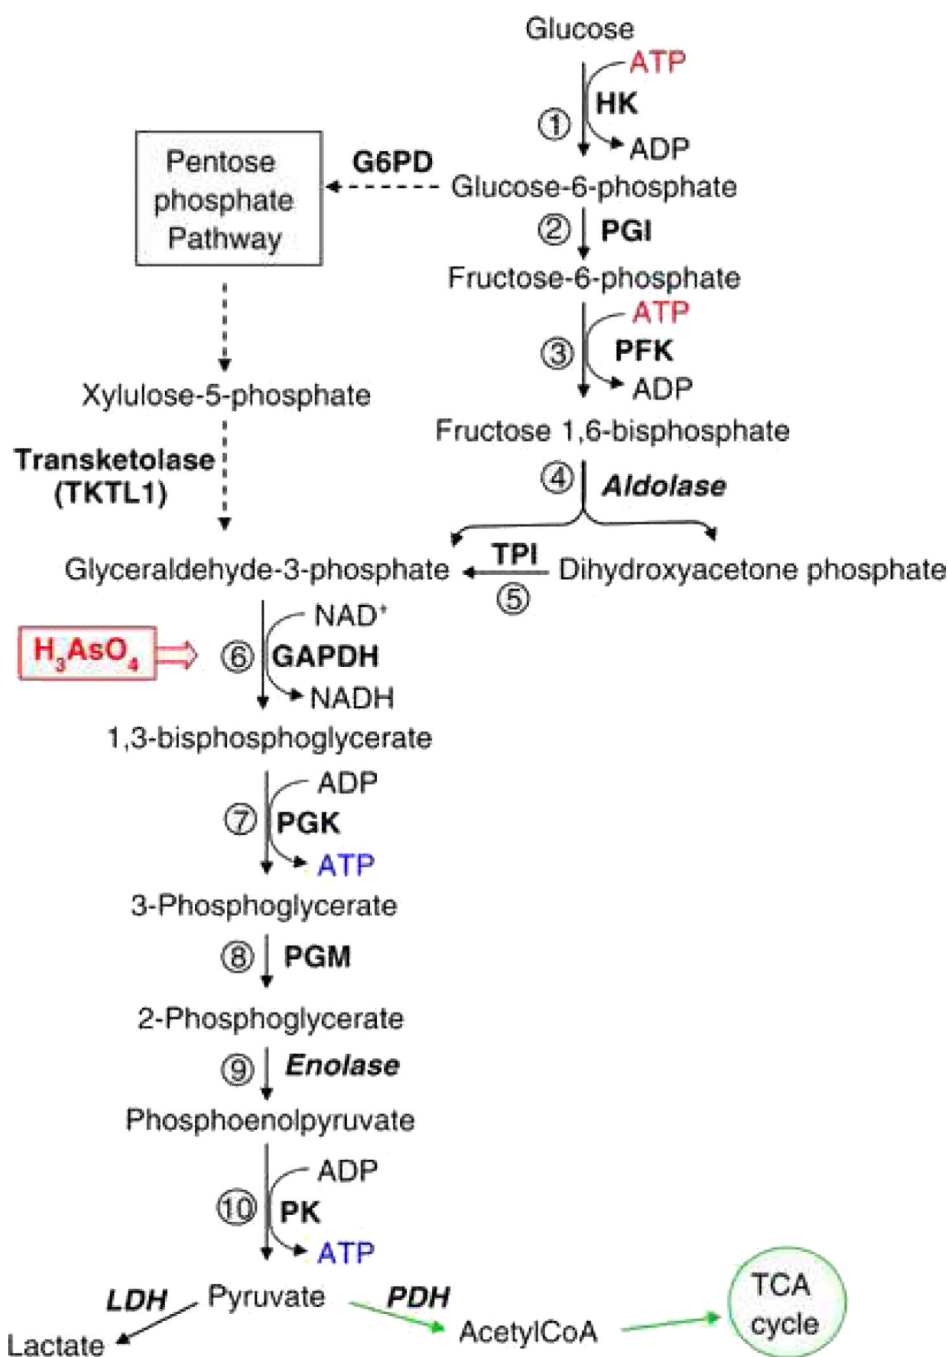 Glucose
ATP
HK
①
ADP
Pentose
phosphate
Pathway
G6PD
Glucose-6-phosphate
② PGI
Fructose-6-phosphate
ATP
③ PFK
ADP
Xylulose-5-phosphate
Fructose 1,6-bisphosphate
Transketolase
(TKTL1)
④ Aldolase
Glyceraldehyde-3-phosphate
TPI
⑤
Dihydroxyacetone phosphate
NAD⁺
H₃AsO₄
⑥ GAPDH
NADH
1,3-bisphosphoglycerate
ADP
⑦ PGK
ATP
3-Phosphoglycerate
⑧ PGM
2-Phosphoglycerate
⑨ Enolase
Phosphoenolpyruvate
ADP
⑩ PK
ATP
LDH
Pyruvate
PDH
Lactate
AcetylCoA
TCA
cycle